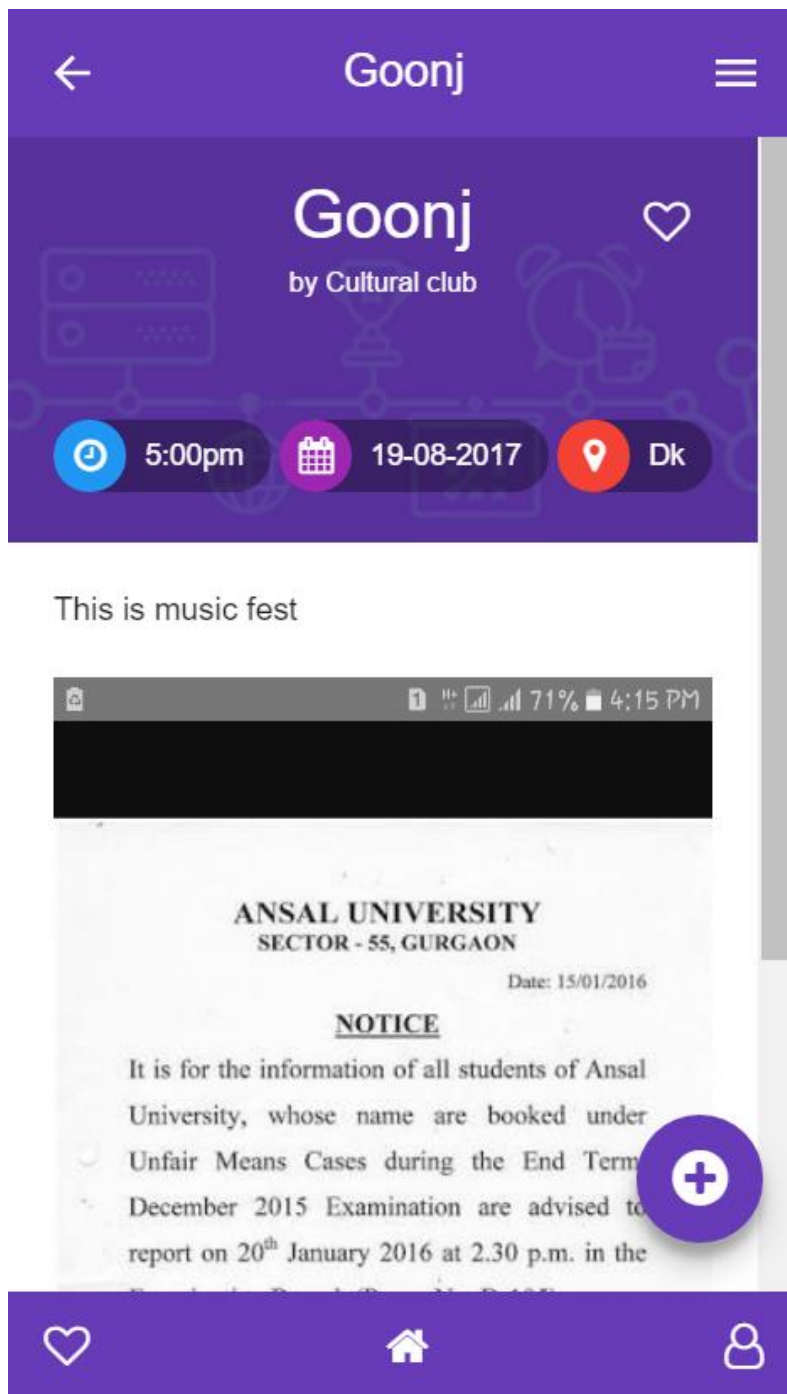 Goonj
Goonj
by Cultural club
5:00pm 19-08-2017 Dk
This is music fest
1 H+ 71% 4:15 PM
ANSAL UNIVERSITY
SECTOR - 55, GURGAON
Date: 15/01/2016
NOTICE
It is for the information of all students of Ansal
University, whose name are booked under
Unfair Means Cases during the End Term
December 2015 Examination are advised to
report on 20th January 2016 at 2.30 p.m. in the